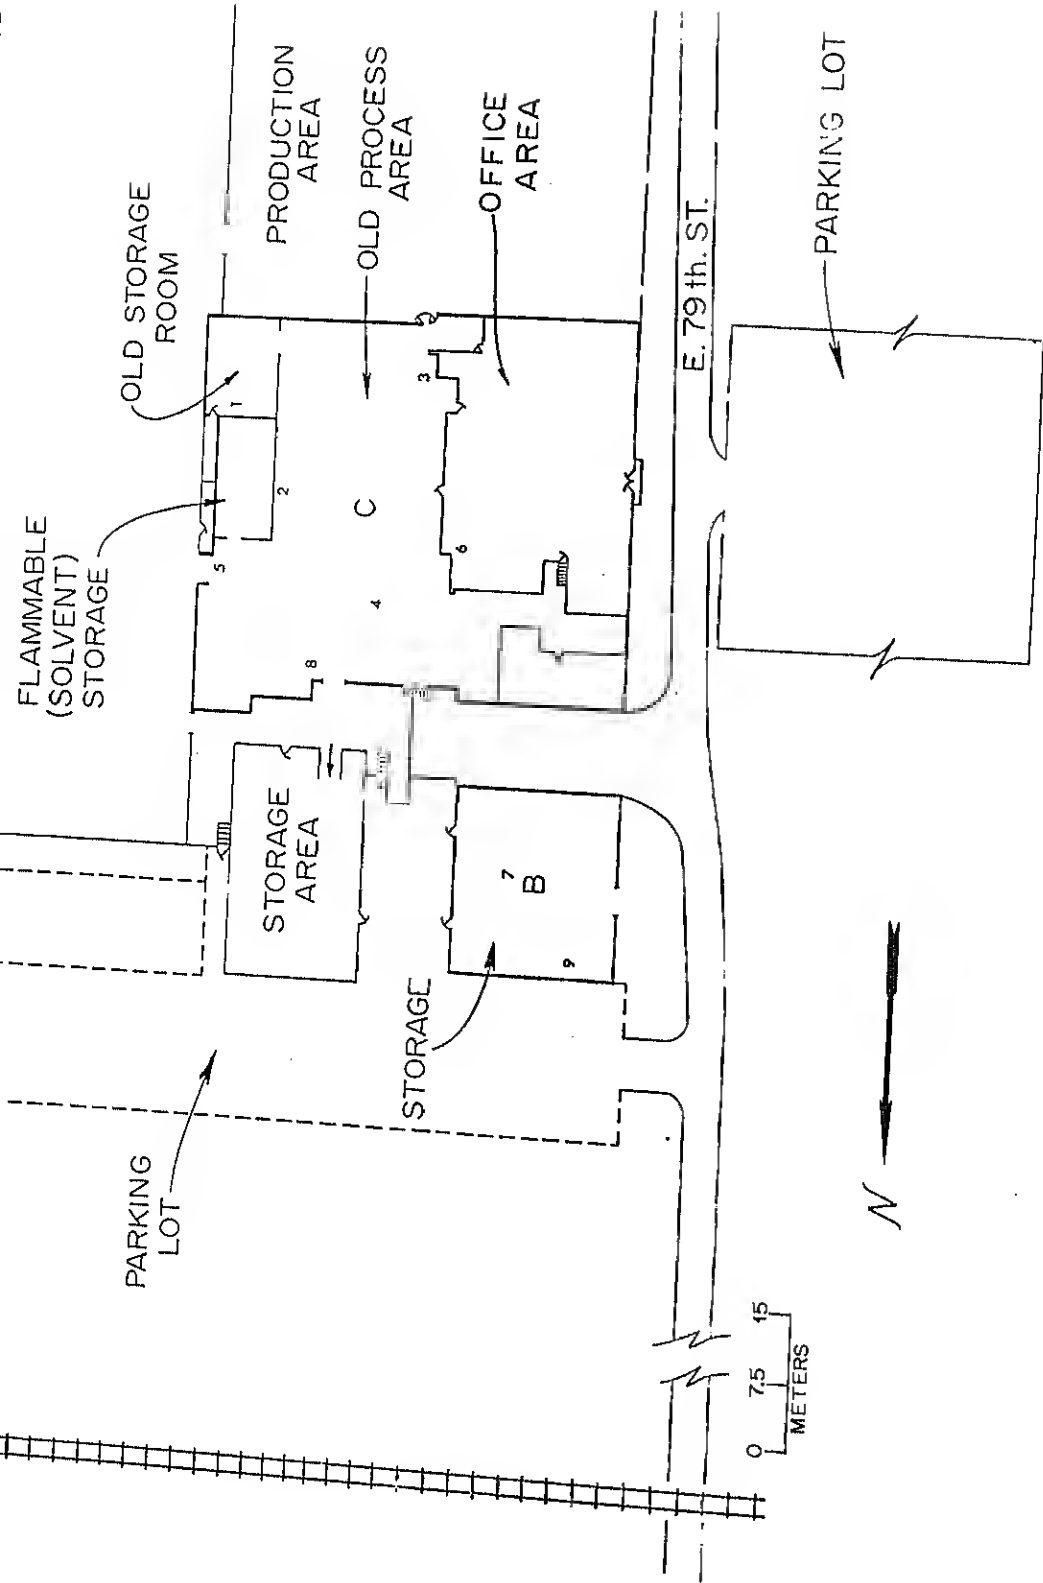 OLD STORAGE
ROOM
PRODUCTION
AREA
OLD PROCESS
AREA
OFFICE
AREA
FLAMMABLE
(SOLVENT)
STORAGE
1
2
3
C
4
5
6
8
STORAGE
AREA
7
B
9
STORAGE
PARKING
LOT
E. 79th. ST.
PARKING LOT
N
0 7.5 15
METERS